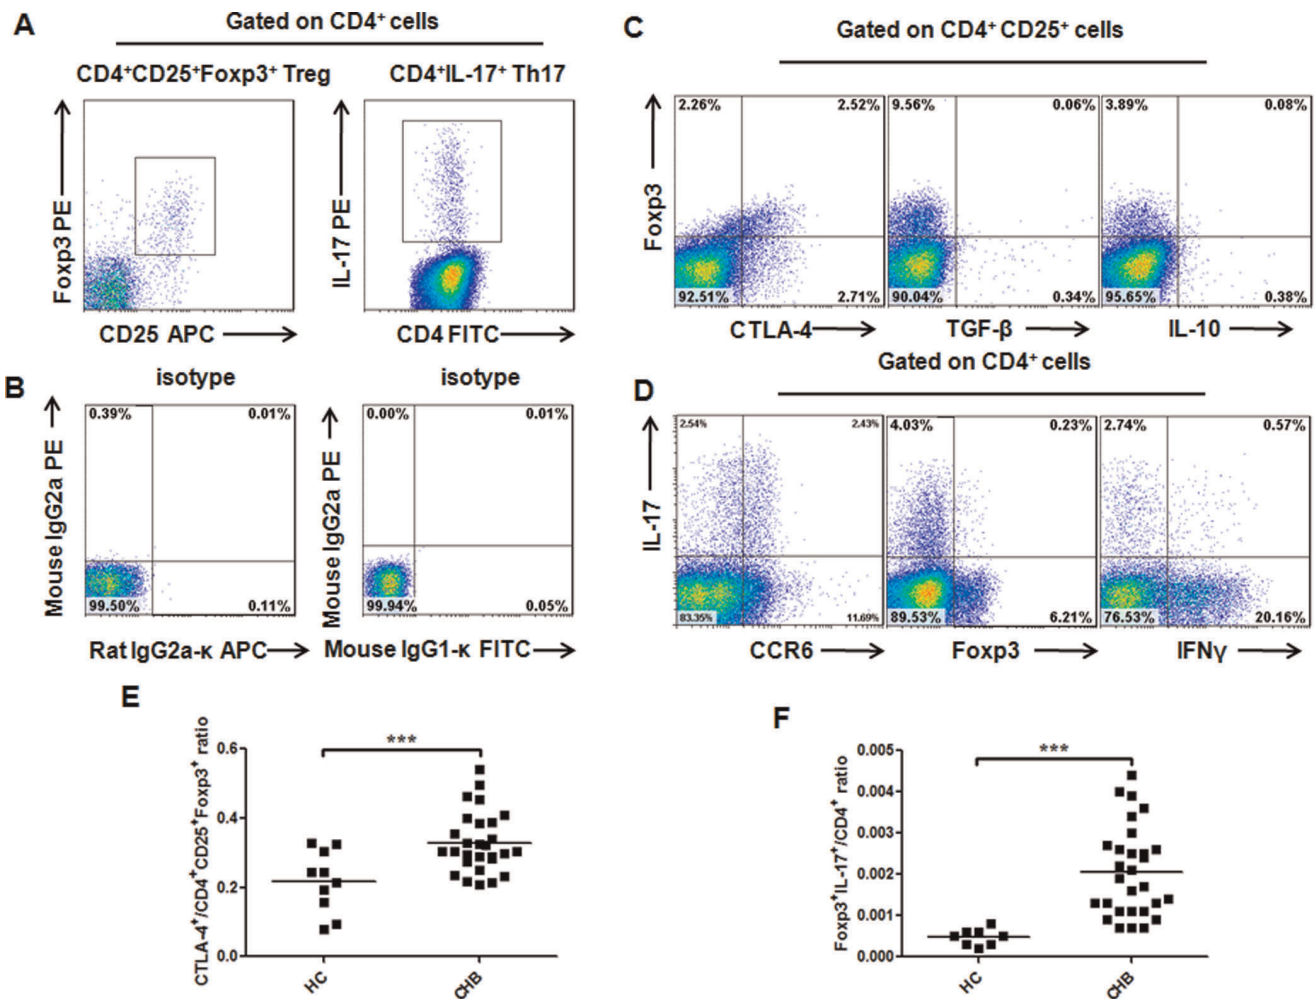 A
Gated on CD4⁺ cells
CD4⁺CD25⁺Foxp3⁺ Treg
CD4⁺IL-17⁺ Th17
Foxp3 PE
IL-17 PE
CD25 APC
CD4 FITC
B
isotype
isotype
Mouse IgG2a PE
0.39%
0.01%
99.50%
0.11%
Mouse IgG2a PE
0.00%
0.01%
99.94%
0.05%
Rat IgG2a-κ APC
Mouse IgG1-κ FITC
C
Gated on CD4⁺ CD25⁺ cells
Foxp3
2.26%
2.52%
9.56%
0.06%
3.89%
0.08%
92.51%
2.71%
90.04%
0.34%
95.65%
0.38%
CTLA-4
TGF-β
IL-10
D
Gated on CD4⁺ cells
IL-17
2.54%
2.43%
4.03%
0.23%
2.74%
0.57%
83.35%
11.69%
89.53%
6.21%
76.53%
20.16%
CCR6
Foxp3
IFNγ
E
CTLA-4⁺/CD4⁺CD25⁺Foxp3⁺ ratio
0.6
0.4
0.2
0.0
***
HC
CHB
F
Foxp3⁺IL-17⁺/CD4⁺ ratio
0.005
0.004
0.003
0.002
0.001
0.000
***
HC
CHB